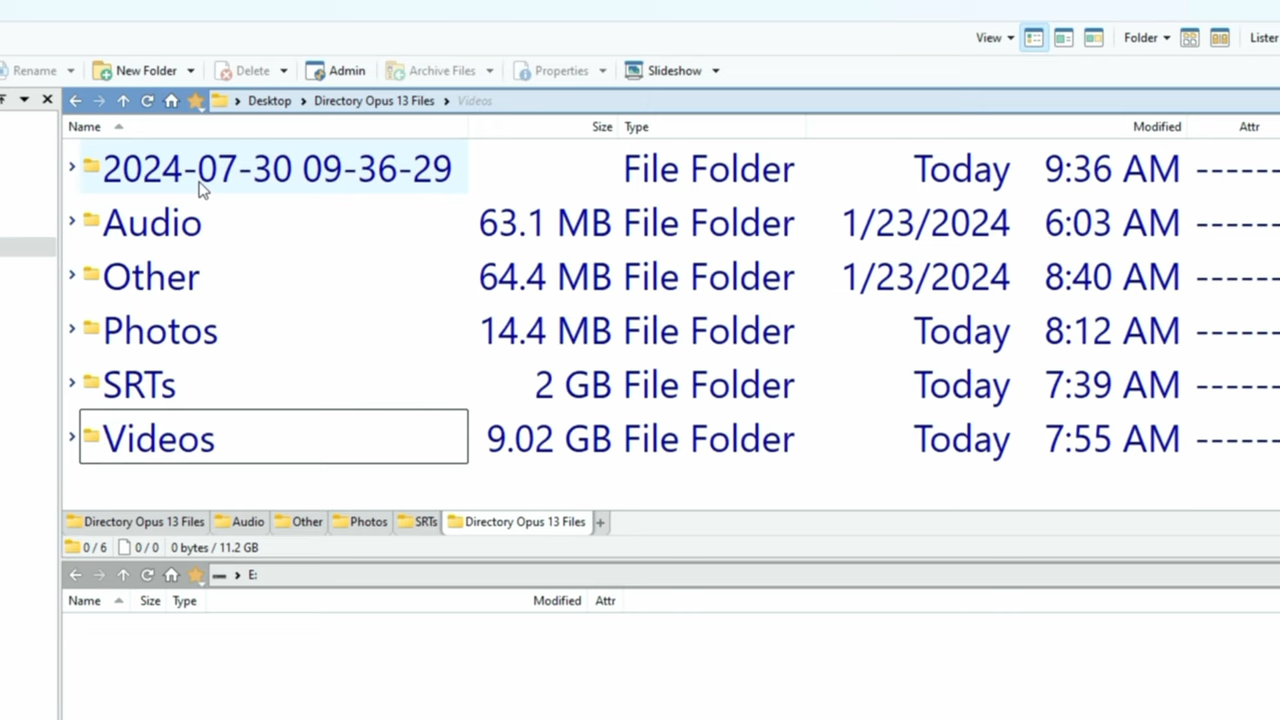 View Folder Lister
Rename New Folder Delete Admin Archive Files Properties Slideshow
Desktop Directory Opus 13 Files Videos
Name Size Type Modified Attr
2024-07-30 09-36-29 File Folder Today 9:36 AM ------
Audio 63.1 MB File Folder 1/23/2024 6:03 AM ------
Other 64.4 MB File Folder 1/23/2024 8:40 AM ------
Photos 14.4 MB File Folder Today 8:12 AM ------
SRTs 2 GB File Folder Today 7:39 AM ------
Videos 9.02 GB File Folder Today 7:55 AM ------
Directory Opus 13 Files Audio Other Photos SRTs Directory Opus 13 Files +
0 / 6 0 / 0 0 bytes / 11.2 GB
E:
Name Size Type Modified Attr